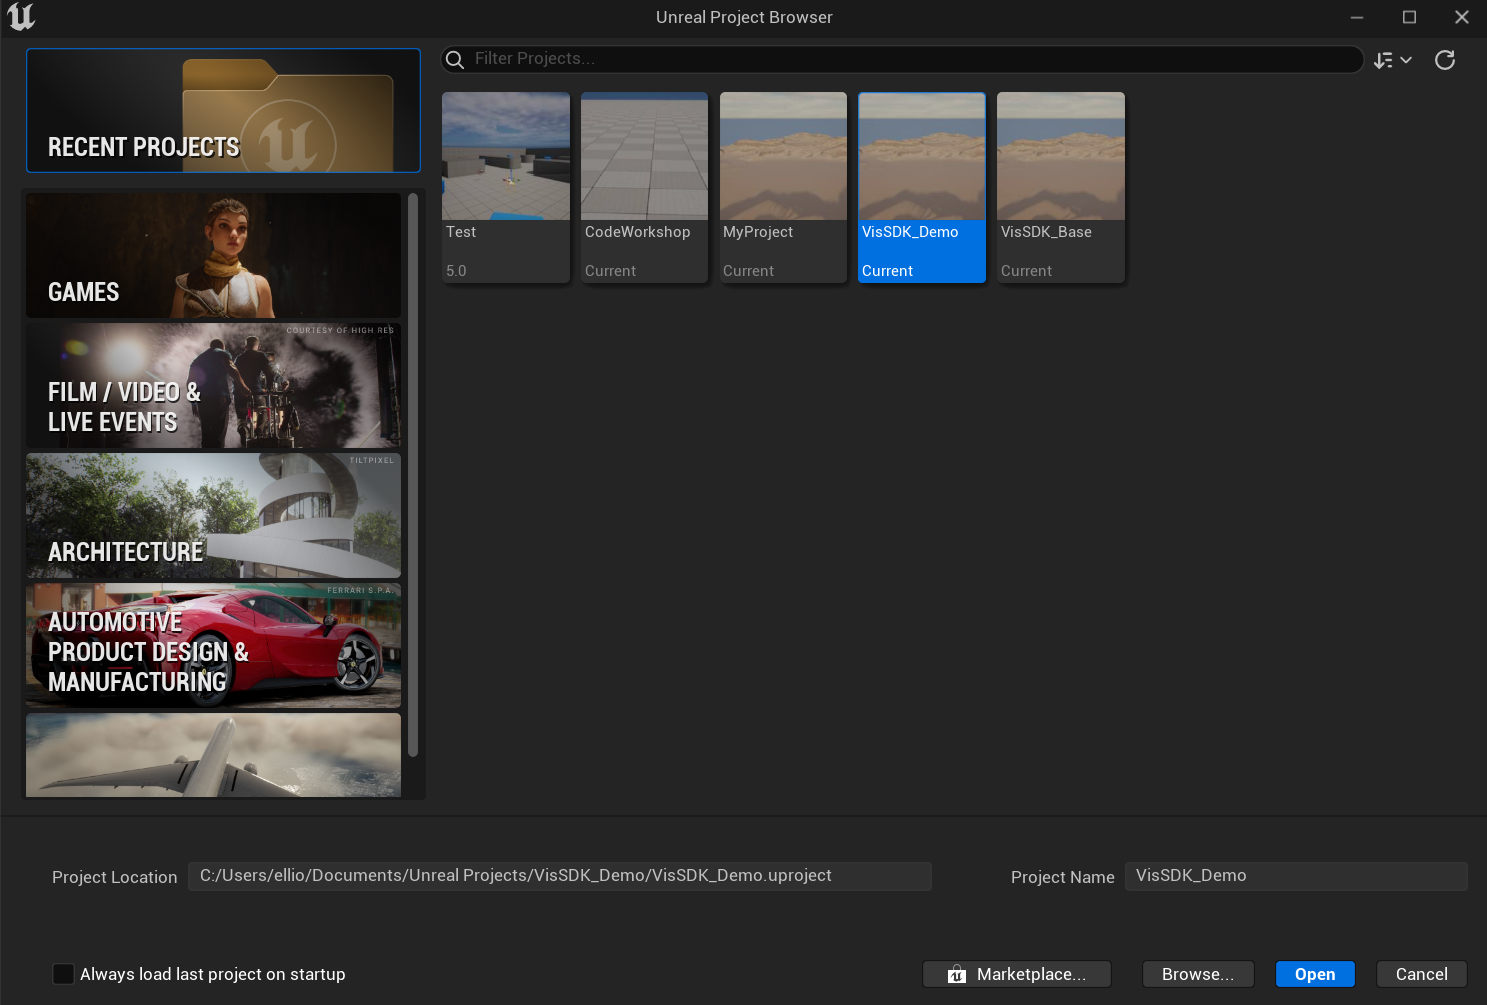 Unreal Project Browser
RECENT PROJECTS
GAMES
COURTESY OF HIGH RES
FILM / VIDEO &
LIVE EVENTS
TILTPIXEL
ARCHITECTURE
FERRARI S.P.A.
AUTOMOTIVE
PRODUCT DESIGN &
MANUFACTURING
Filter Projects...
Test
5.0
CodeWorkshop
Current
MyProject
Current
VisSDK_Demo
Current
VisSDK_Base
Current
Project Location
C:/Users/ellio/Documents/Unreal Projects/VisSDK_Demo/VisSDK_Demo.uproject
Project Name
VisSDK_Demo
Always load last project on startup
Marketplace...
Browse...
Open
Cancel